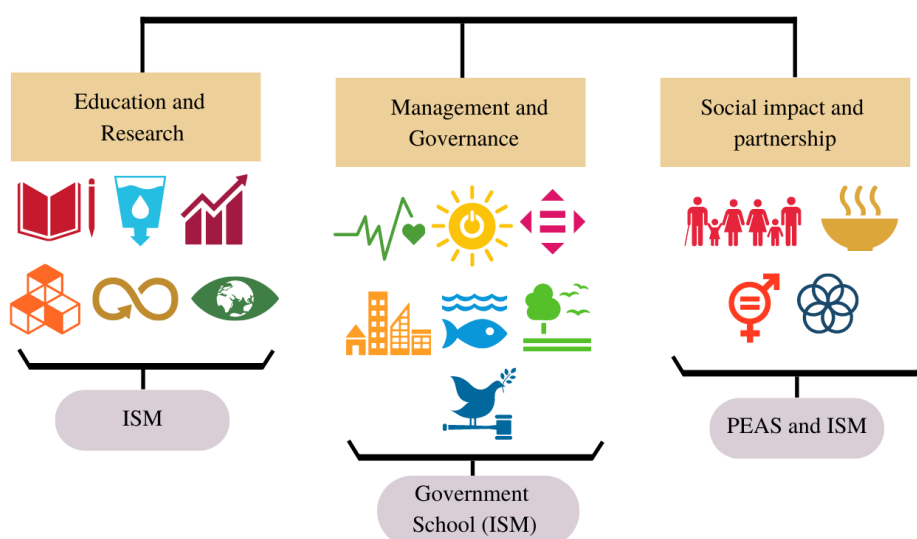 Education and
Research
Management and
Governance
Social impact and
partnership
ISM
PEAS and ISM
Government
School (ISM)